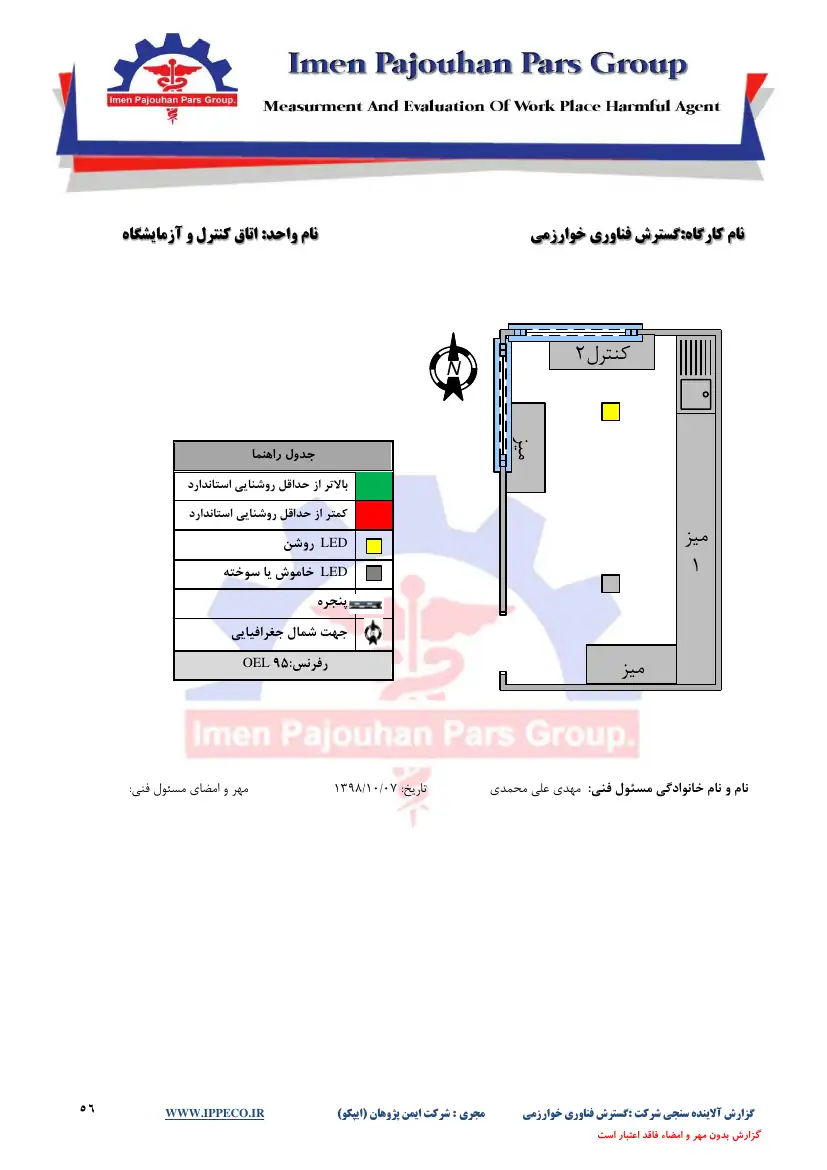 Imen Pajouhan Pars Group
Imen Pajouhan Pars Group.
Measurment And Evaluation Of Work Place Harmful Agent
نام کارگاه:گسترش فناوری خوارزمی
نام واحد: اتاق کنترل و آزمایشگاه
کنترل۲
N
میز
میز
۱
میز
جدول راهنما
بالاتر از حداقل روشنایی استاندارد
کمتر از حداقل روشنایی استاندارد
LED روشن
LED خاموش یا سوخته
پنجره
جهت شمال جغرافیایی
رفرنس:OEL ۹۵
Imen Pajouhan Pars Group.
نام و نام خانوادگی مسئول فنی: مهدی علی محمدی
تاریخ: ۱۳۹۸/۱۰/۰۷
مهر و امضای مسئول فنی:
گزارش آلاینده سنجی شرکت :گسترش فناوری خوارزمی
مجری : شرکت ایمن پژوهان (ایپکو)
WWW.IPPECO.IR
۵۶
گزارش بدون مهر و امضاء فاقد اعتبار است